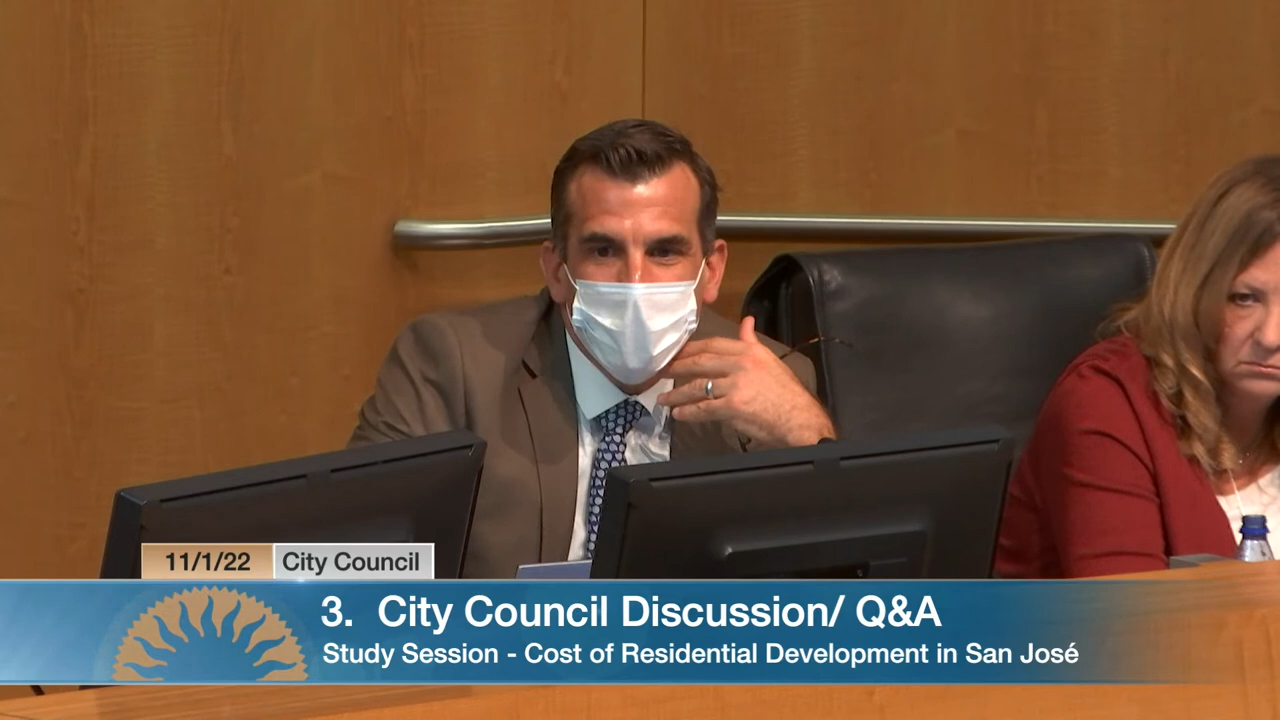 11/1/22 City Council
3. City Council Discussion/ Q&A
Study Session - Cost of Residential Development in San José